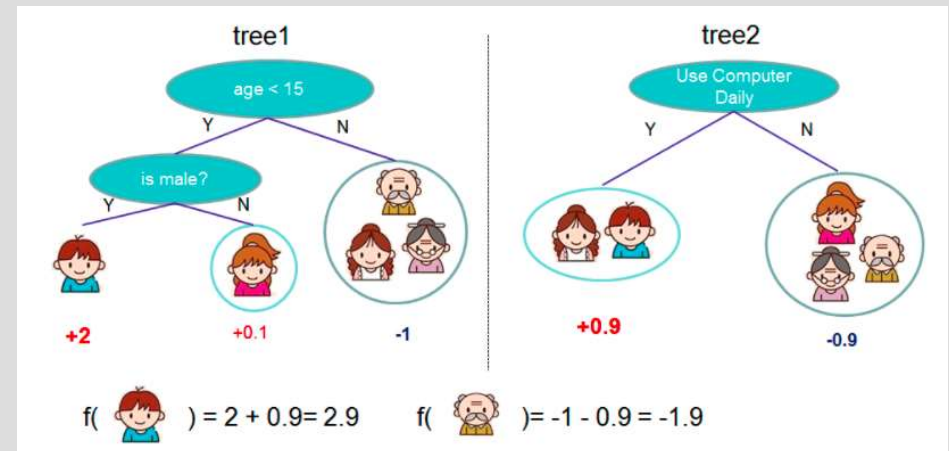 tree1
age < 15
Y
N
is male?
Y
N
+2
+0.1
-1
tree2
Use Computer
Daily
Y
N
+0.9
-0.9
f( ) = 2 + 0.9= 2.9
f( )= -1 - 0.9 = -1.9